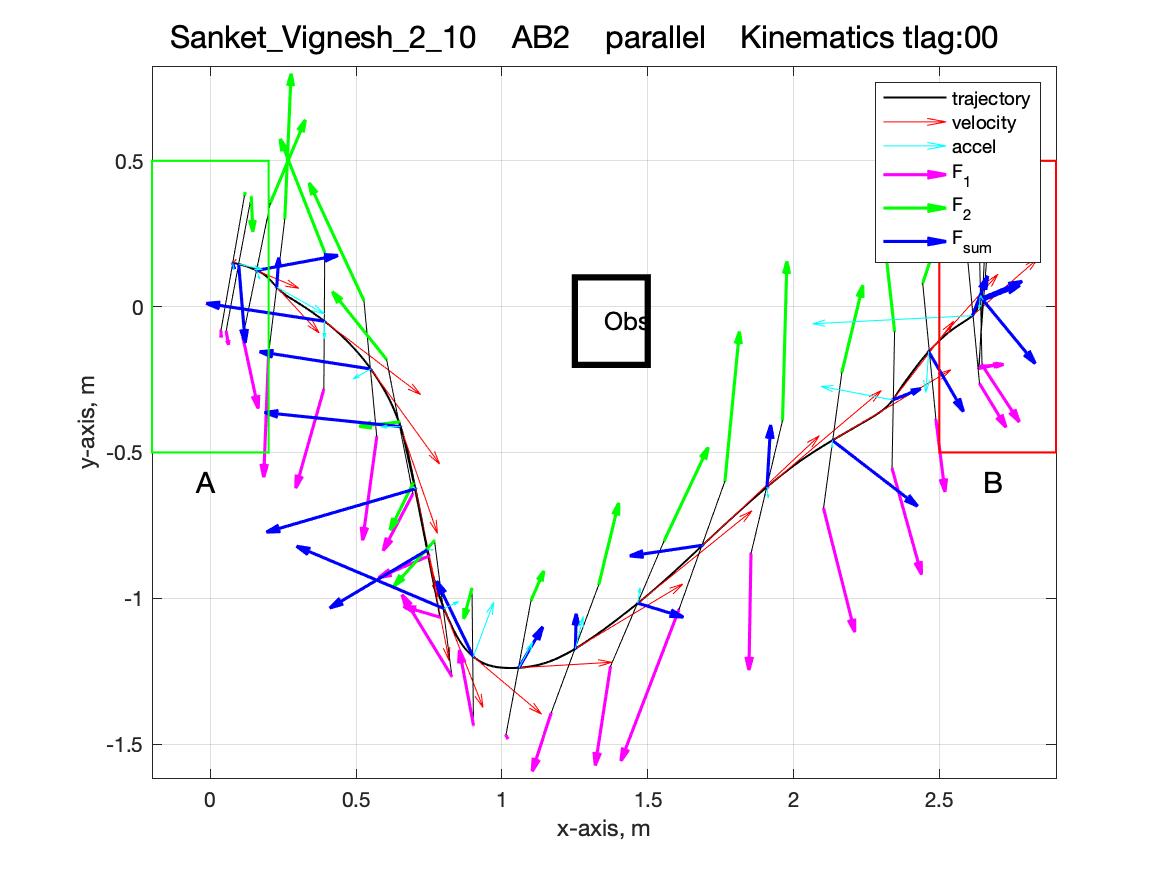 Sanket_Vignesh_2_10 AB2 parallel Kinematics tlag:00
trajectory
velocity
accel
F1
F2
Fsum
0.5
0
-0.5
-1
-1.5
y-axis, m
A
Obs
B
0
0.5
1
1.5
2
2.5
x-axis, m